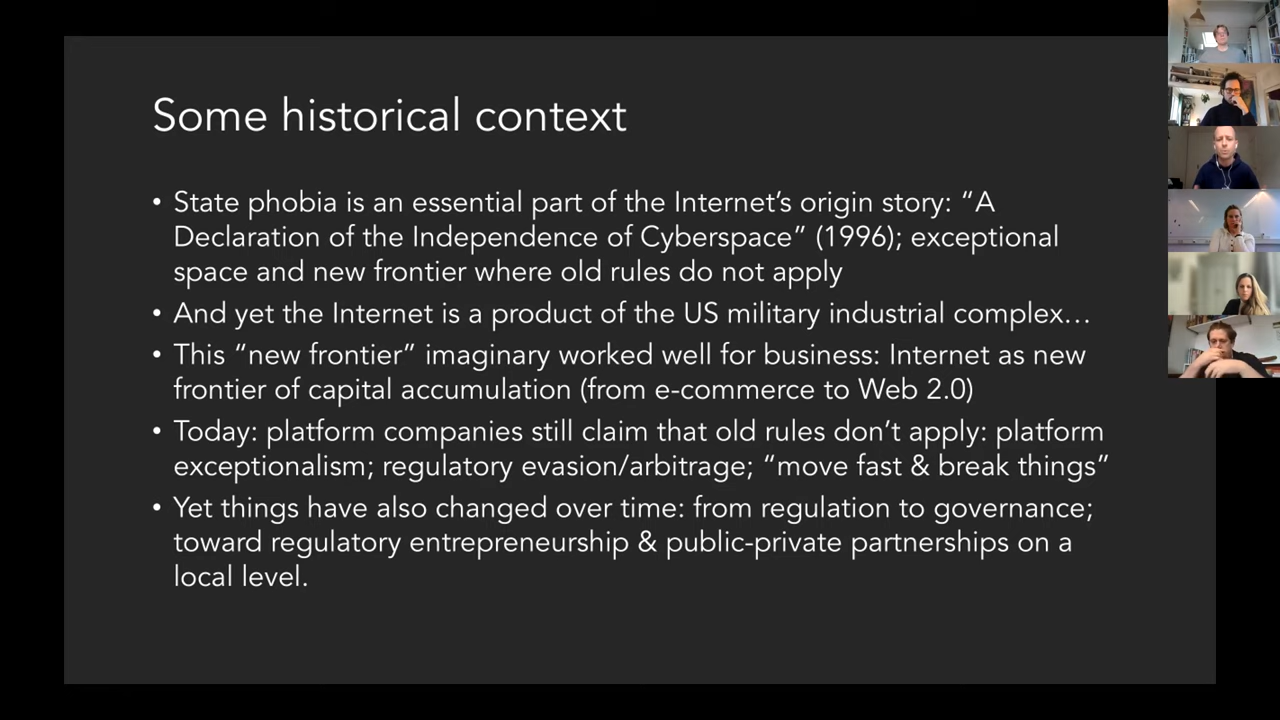 Some historical context
• State phobia is an essential part of the Internet’s origin story: “A
Declaration of the Independence of Cyberspace” (1996); exceptional
space and new frontier where old rules do not apply
• And yet the Internet is a product of the US military industrial complex…
• This “new frontier” imaginary worked well for business: Internet as new
frontier of capital accumulation (from e-commerce to Web 2.0)
• Today: platform companies still claim that old rules don’t apply: platform
exceptionalism; regulatory evasion/arbitrage; “move fast & break things”
• Yet things have also changed over time: from regulation to governance;
toward regulatory entrepreneurship & public-private partnerships on a
local level.